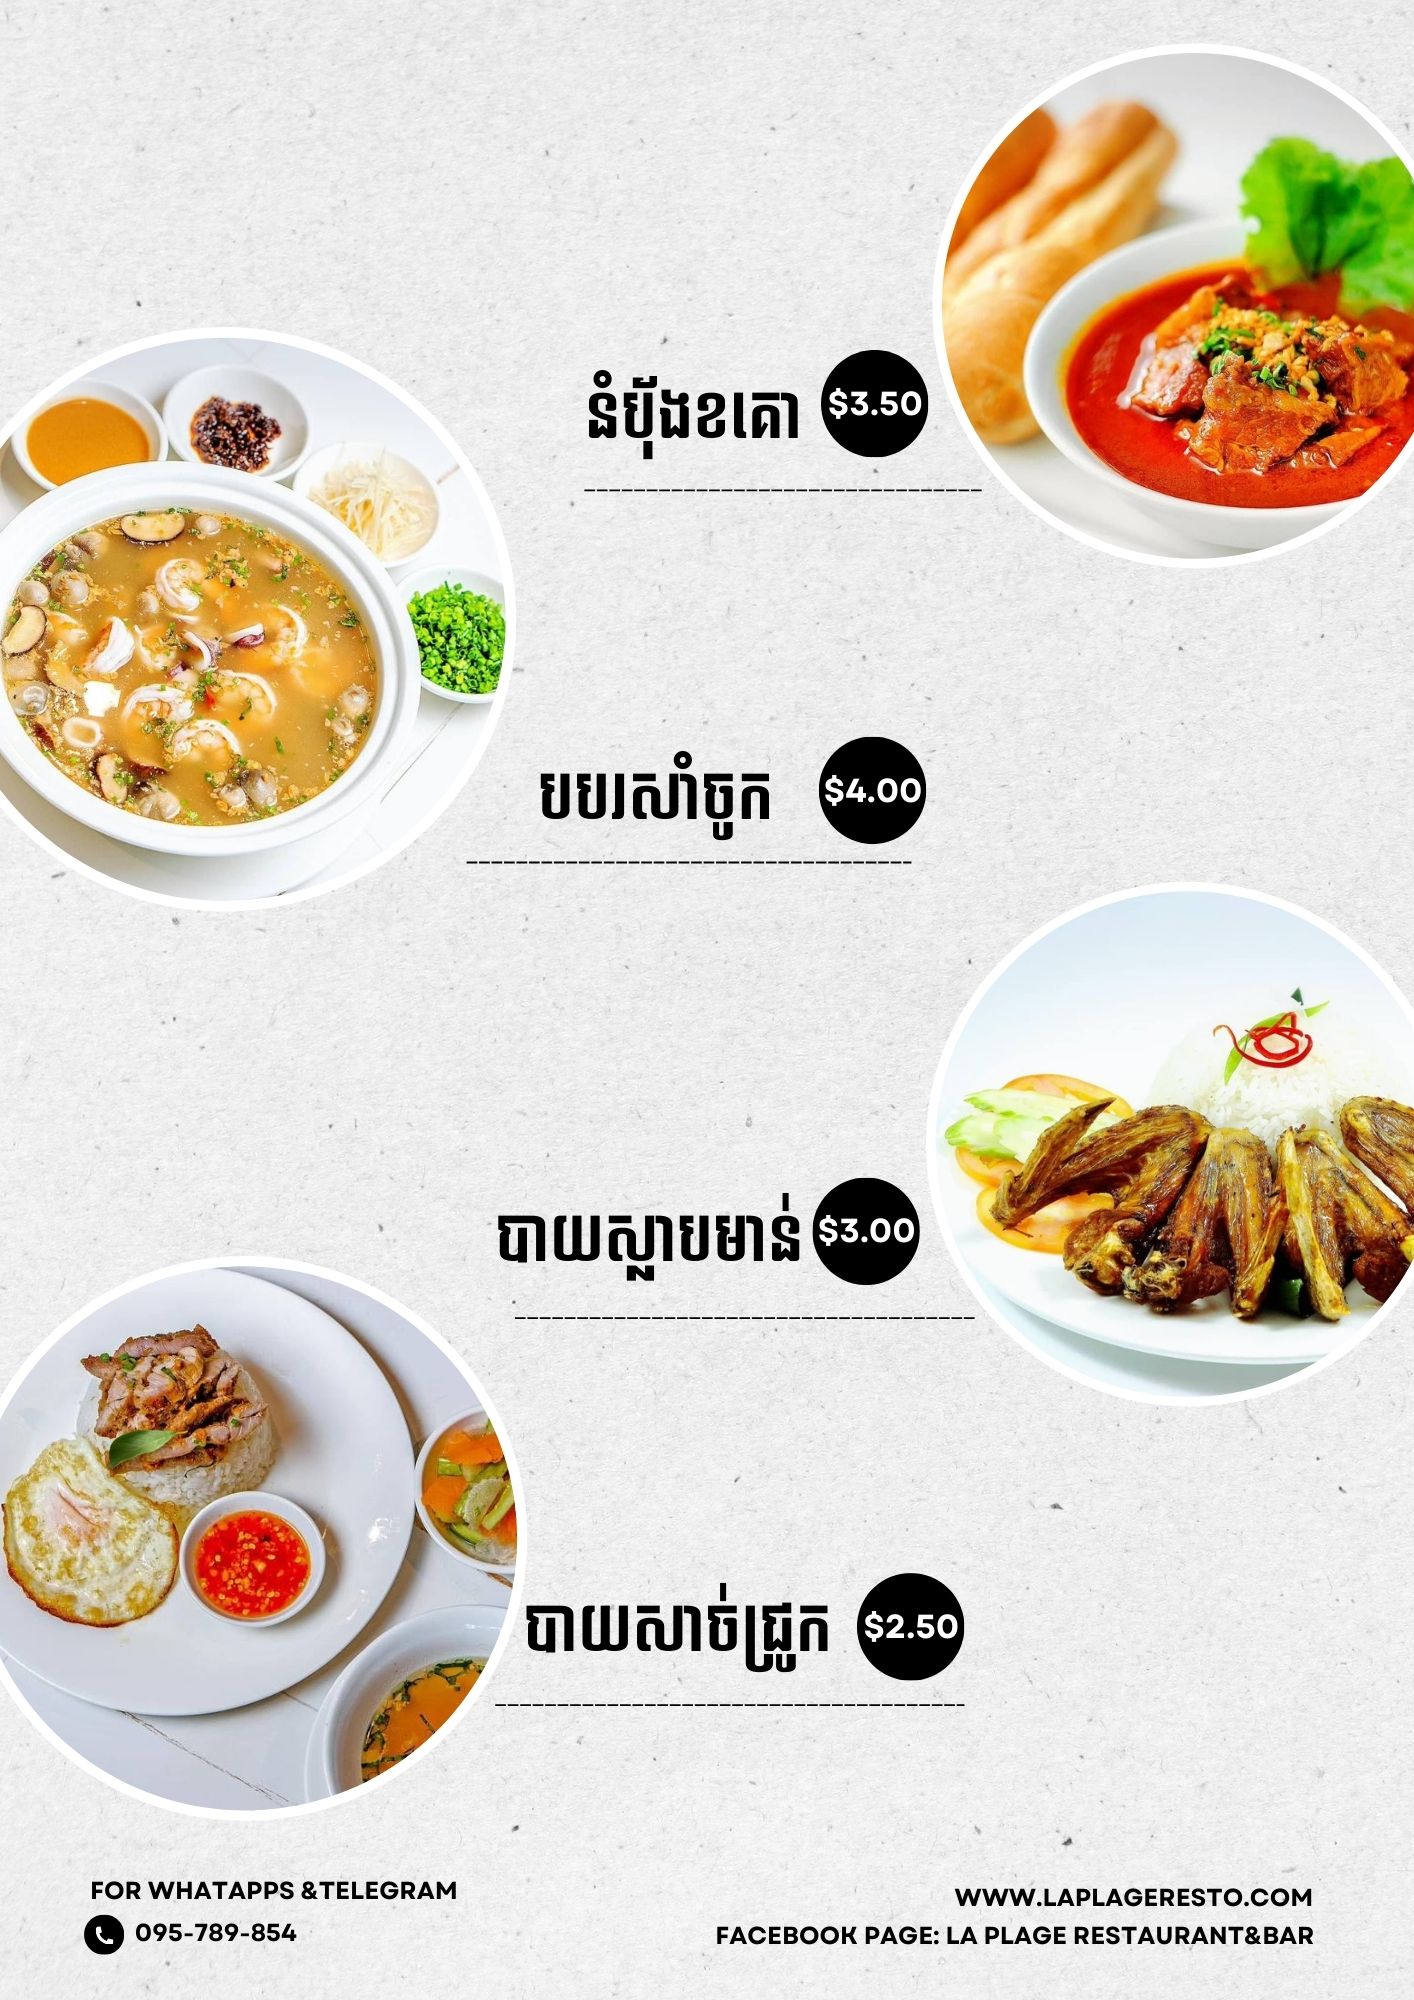 នំប៉័ងខគោ $3.50
បបរសាំចូក $4.00
បាយស្លាបមាន់ $3.00
បាយសាច់ជ្រូក $2.50
FOR WHATAPPS &TELEGRAM
095-789-854
WWW.LAPLAGERESTO.COM
FACEBOOK PAGE: LA PLAGE RESTAURANT&BAR